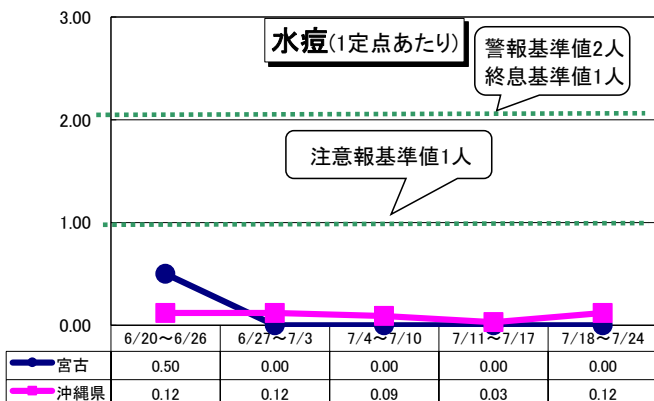 水痘(1定点あたり)
3.00
警報基準値2人
終息基準値1人
2.00
注意報基準値1人
1.00
0.00
6/20～6/26 6/27～7/3 7/4～7/10 7/11～7/17 7/18～7/24
宮古 0.50 0.00 0.00 0.00 0.00
沖縄県 0.12 0.12 0.09 0.03 0.12